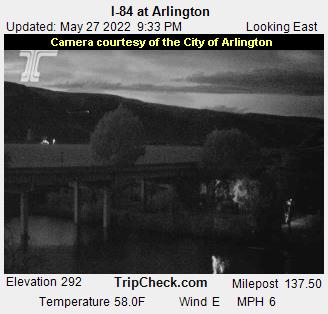 I-84 at Arlington
Updated: May 27 2022 9:33 PM Looking East
Camera courtesy of the City of Arlington
Elevation 292 TripCheck.com Milepost 137.50
Temperature 58.0F Wind E MPH 6